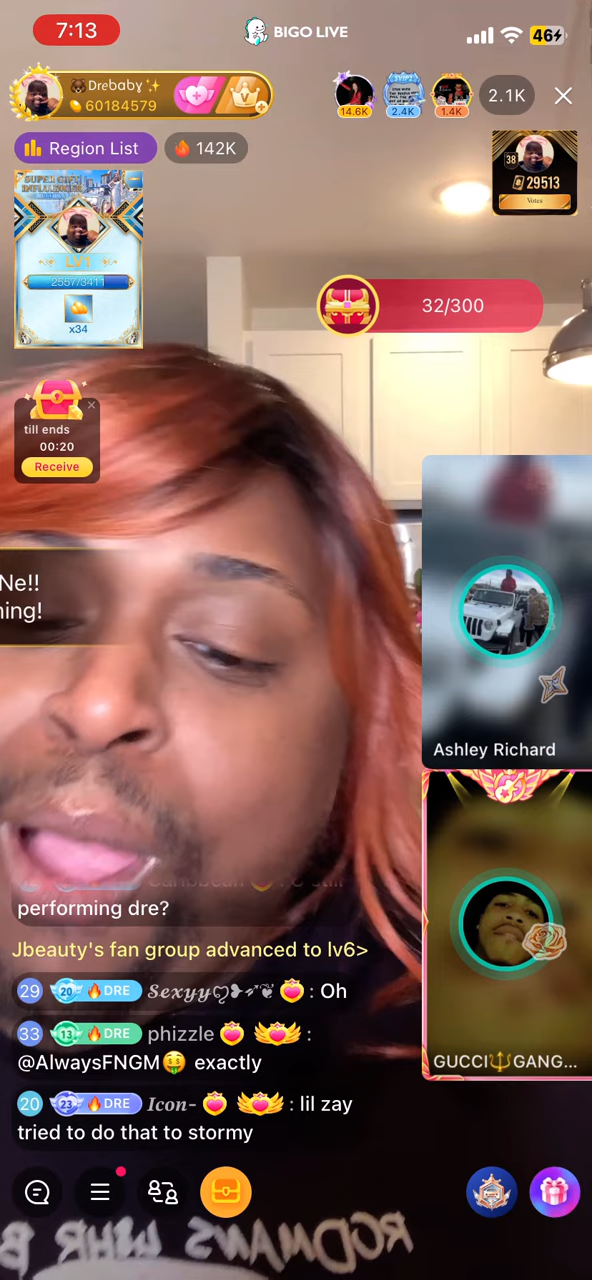 7:13
BIGO LIVE
46
🐻Drebaby✨
60184579
14.6K
2.4K
1.4K
2.1K
Region List
🔥 142K
38
29513
Votes
SUPER GIFT
INFLUENCER
LV1
2557/3411
x34
32/300
till ends
00:20
Receive
Ne!!
ning!
Ashley Richard
performing dre?
Jbeauty's fan group advanced to lv6>
29 20 🔥DRE Sexyy : Oh
33 13 🔥DRE phizzle :
@AlwaysFNGM🤑 exactly
20 23 🔥DRE Icon- : lil zay
tried to do that to stormy
GUCCI🔱GANG...